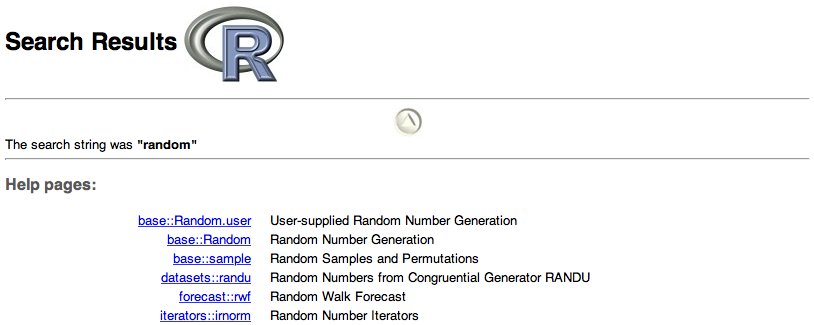 Search Results R
The search string was "random"
Help pages:
base::Random.user User-supplied Random Number Generation
base::Random Random Number Generation
base::sample Random Samples and Permutations
datasets::randu Random Numbers from Congruential Generator RANDU
forecast::rwf Random Walk Forecast
iterators::irnorm Random Number Iterators